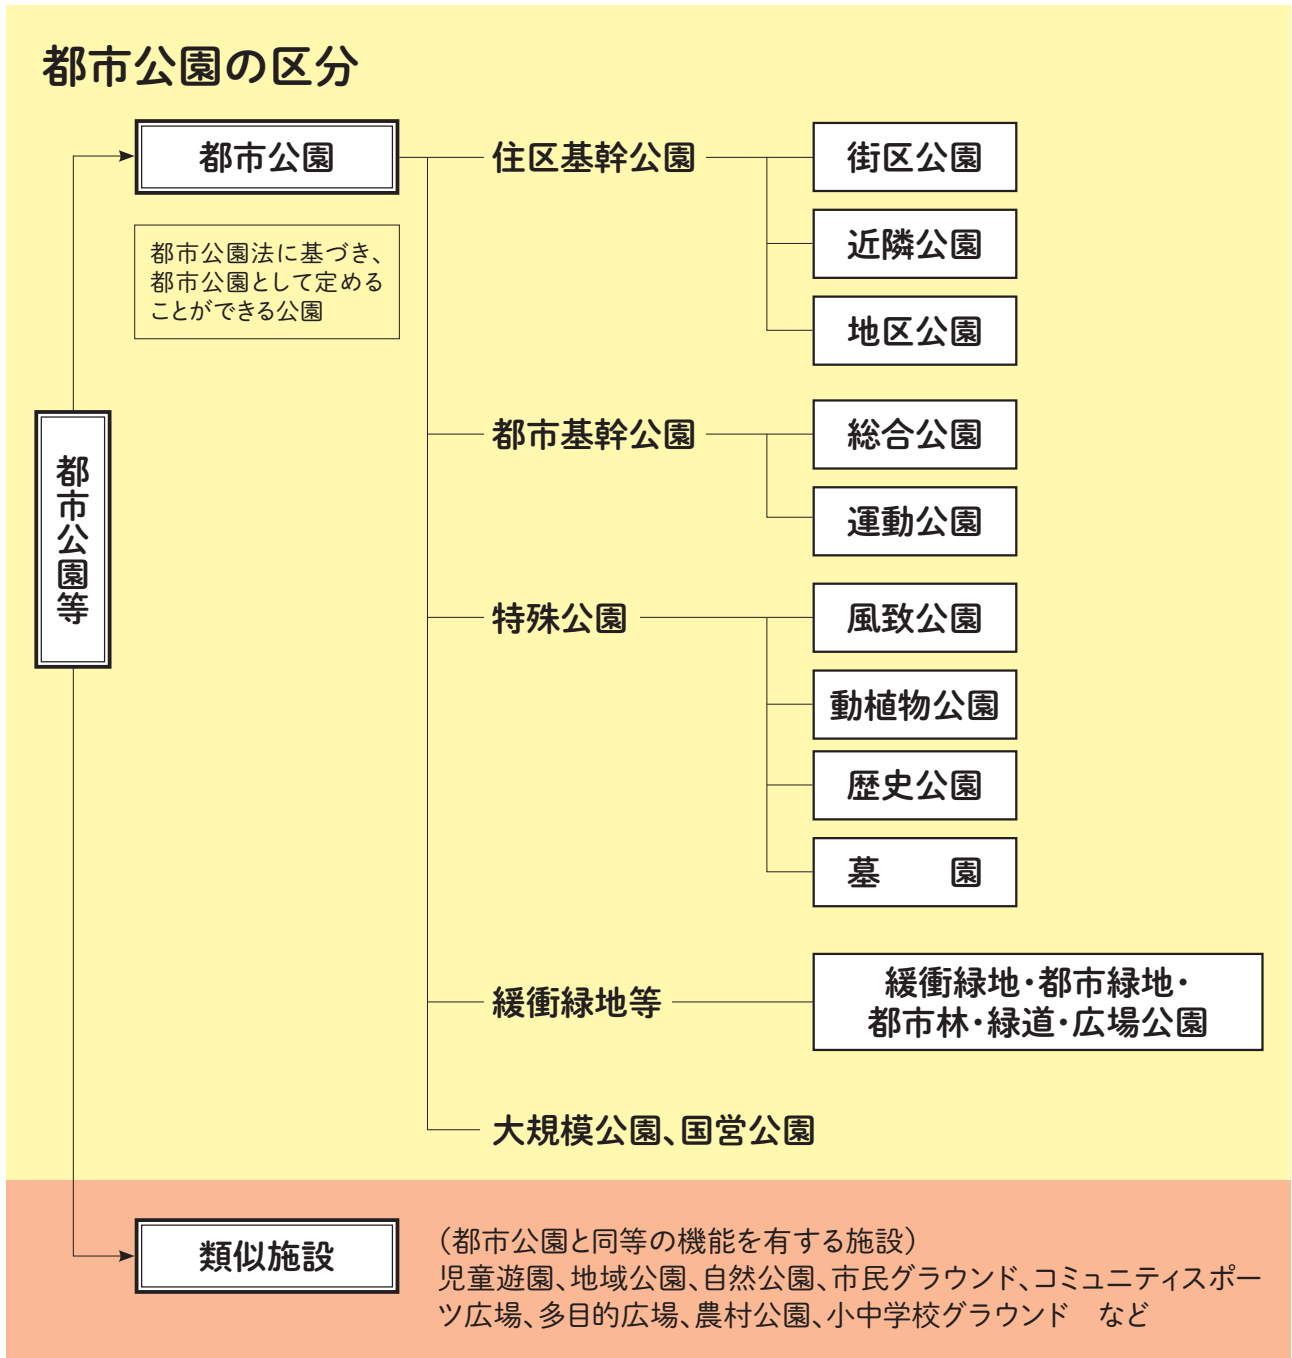 都市公園の区分
都市公園
都市公園法に基づき、
都市公園として定める
ことができる公園
都市公園等
住区基幹公園
街区公園
近隣公園
地区公園
都市基幹公園
総合公園
運動公園
特殊公園
風致公園
動植物公園
歴史公園
墓　園
緩衝緑地等
緩衝緑地・都市緑地・
都市林・緑道・広場公園
大規模公園、国営公園
類似施設
（都市公園と同等の機能を有する施設）
児童遊園、地域公園、自然公園、市民グラウンド、コミュニティスポー
ツ広場、多目的広場、農村公園、小中学校グラウンド　など